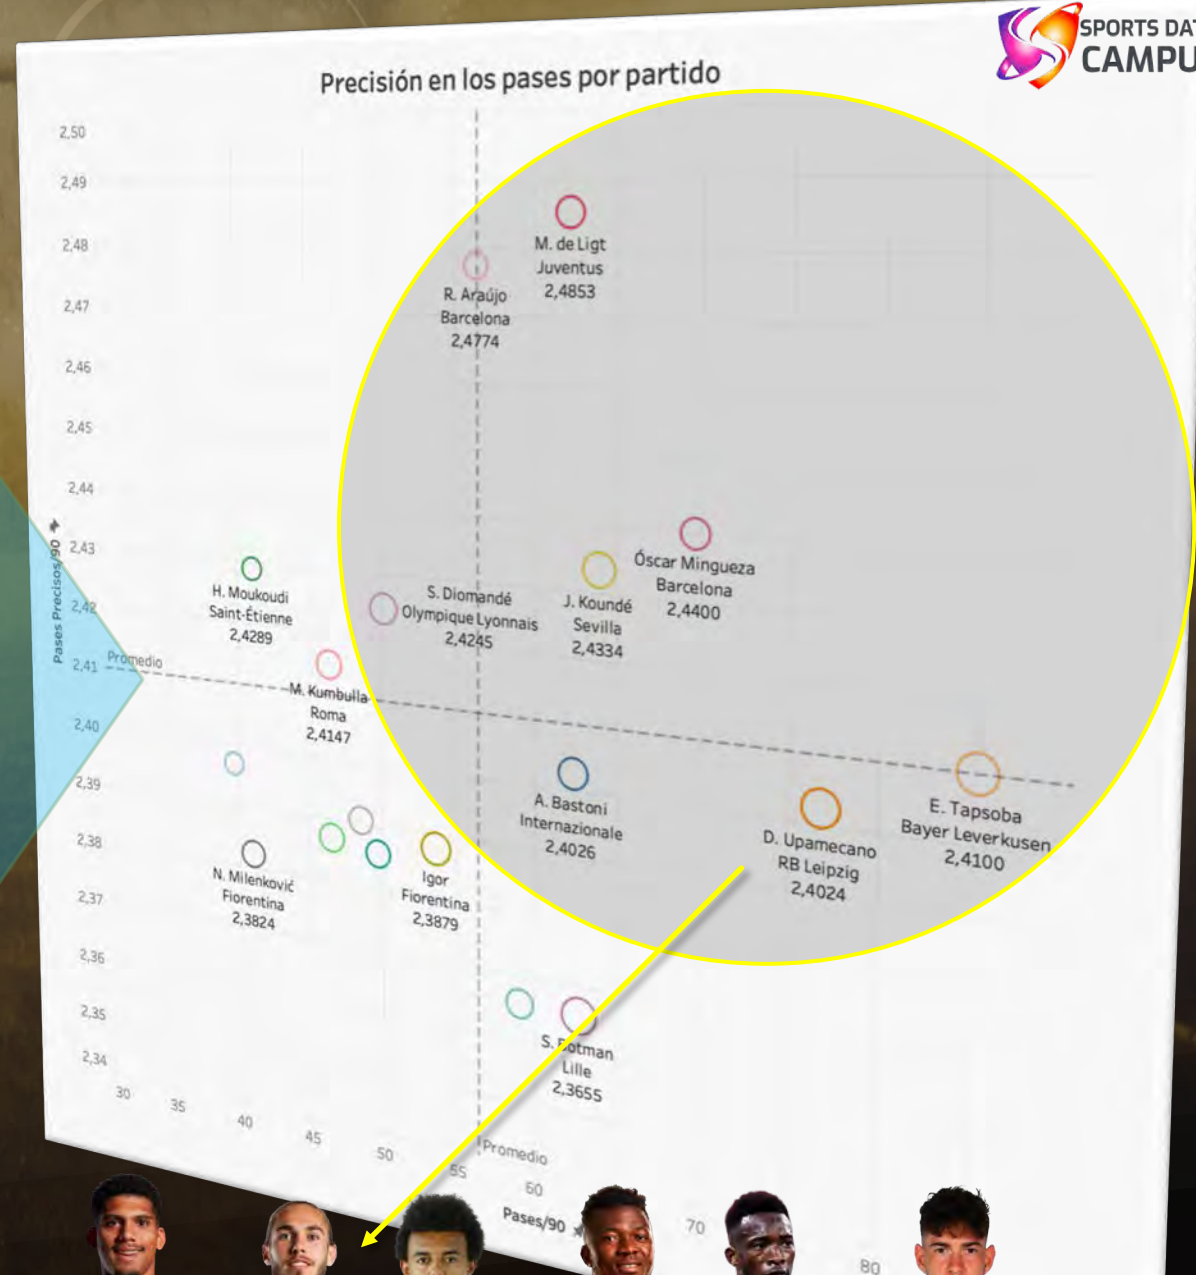 SPORTS DAT
CAMPU
Precisión en los pases por partido
2,50
2,49
2,48
2,47
2,46
2,45
2,44
2,43
2,42
2,41
2,40
2,39
2,38
2,37
2,36
2,35
2,34
Pases Precisos/90
M. de Ligt
Juventus
2,4853
R. Araújo
Barcelona
2,4774
Óscar Mingueza
Barcelona
2,4400
H. Moukoudi
Saint-Étienne
2,4289
S. Diomandé
Olympique Lyonnais
2,4245
J. Koundé
Sevilla
2,4334
Promedio
M. Kumbulla
Roma
2,4147
A. Bastoni
Internazionale
2,4026
D. Upamecano
RB Leipzig
2,4024
E. Tapsoba
Bayer Leverkusen
2,4100
N. Milenković
Fiorentina
2,3824
Igor
Fiorentina
2,3879
S. Botman
Lille
2,3655
Promedio
30
35
40
45
50
55
60
70
80
Pases/90